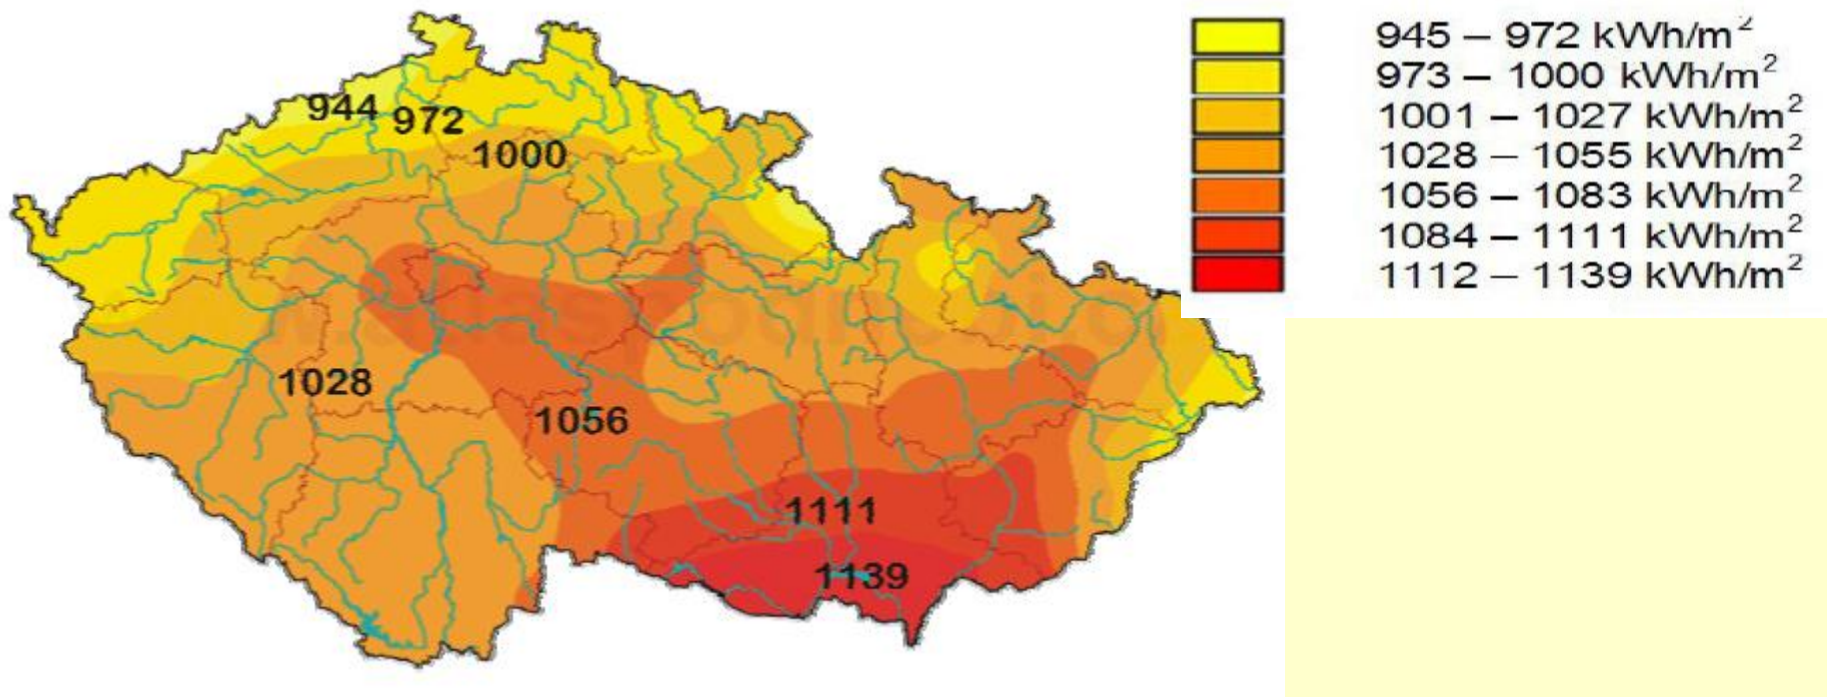 945 – 972 kWh/m²
973 – 1000 kWh/m²
1001 – 1027 kWh/m²
1028 – 1055 kWh/m²
1056 – 1083 kWh/m²
1084 – 1111 kWh/m²
1112 – 1139 kWh/m²
944
972
1000
1028
1056
1111
1139